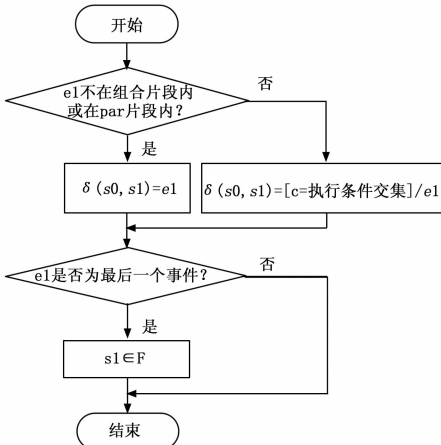 开始
e1不在组合片段内
或在par片段内?
否
是
δ(s0,s1)=e1
δ(s0,s1)=[c=执行条件交集]/e1
e1是否为最后一个事件?
否
是
s1∈F
结束